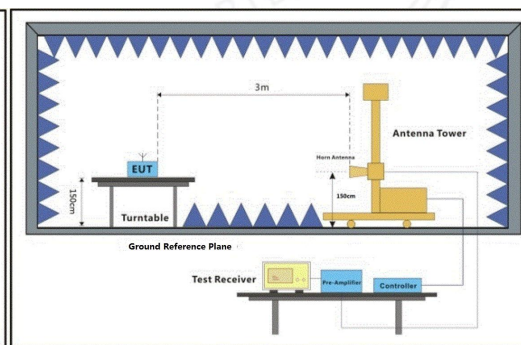 3m
Antenna Tower
Horn Antenna
EUT
150cm
150cm
Turntable
Ground Reference Plane
Test Receiver
Pre-Amplifier
Controller